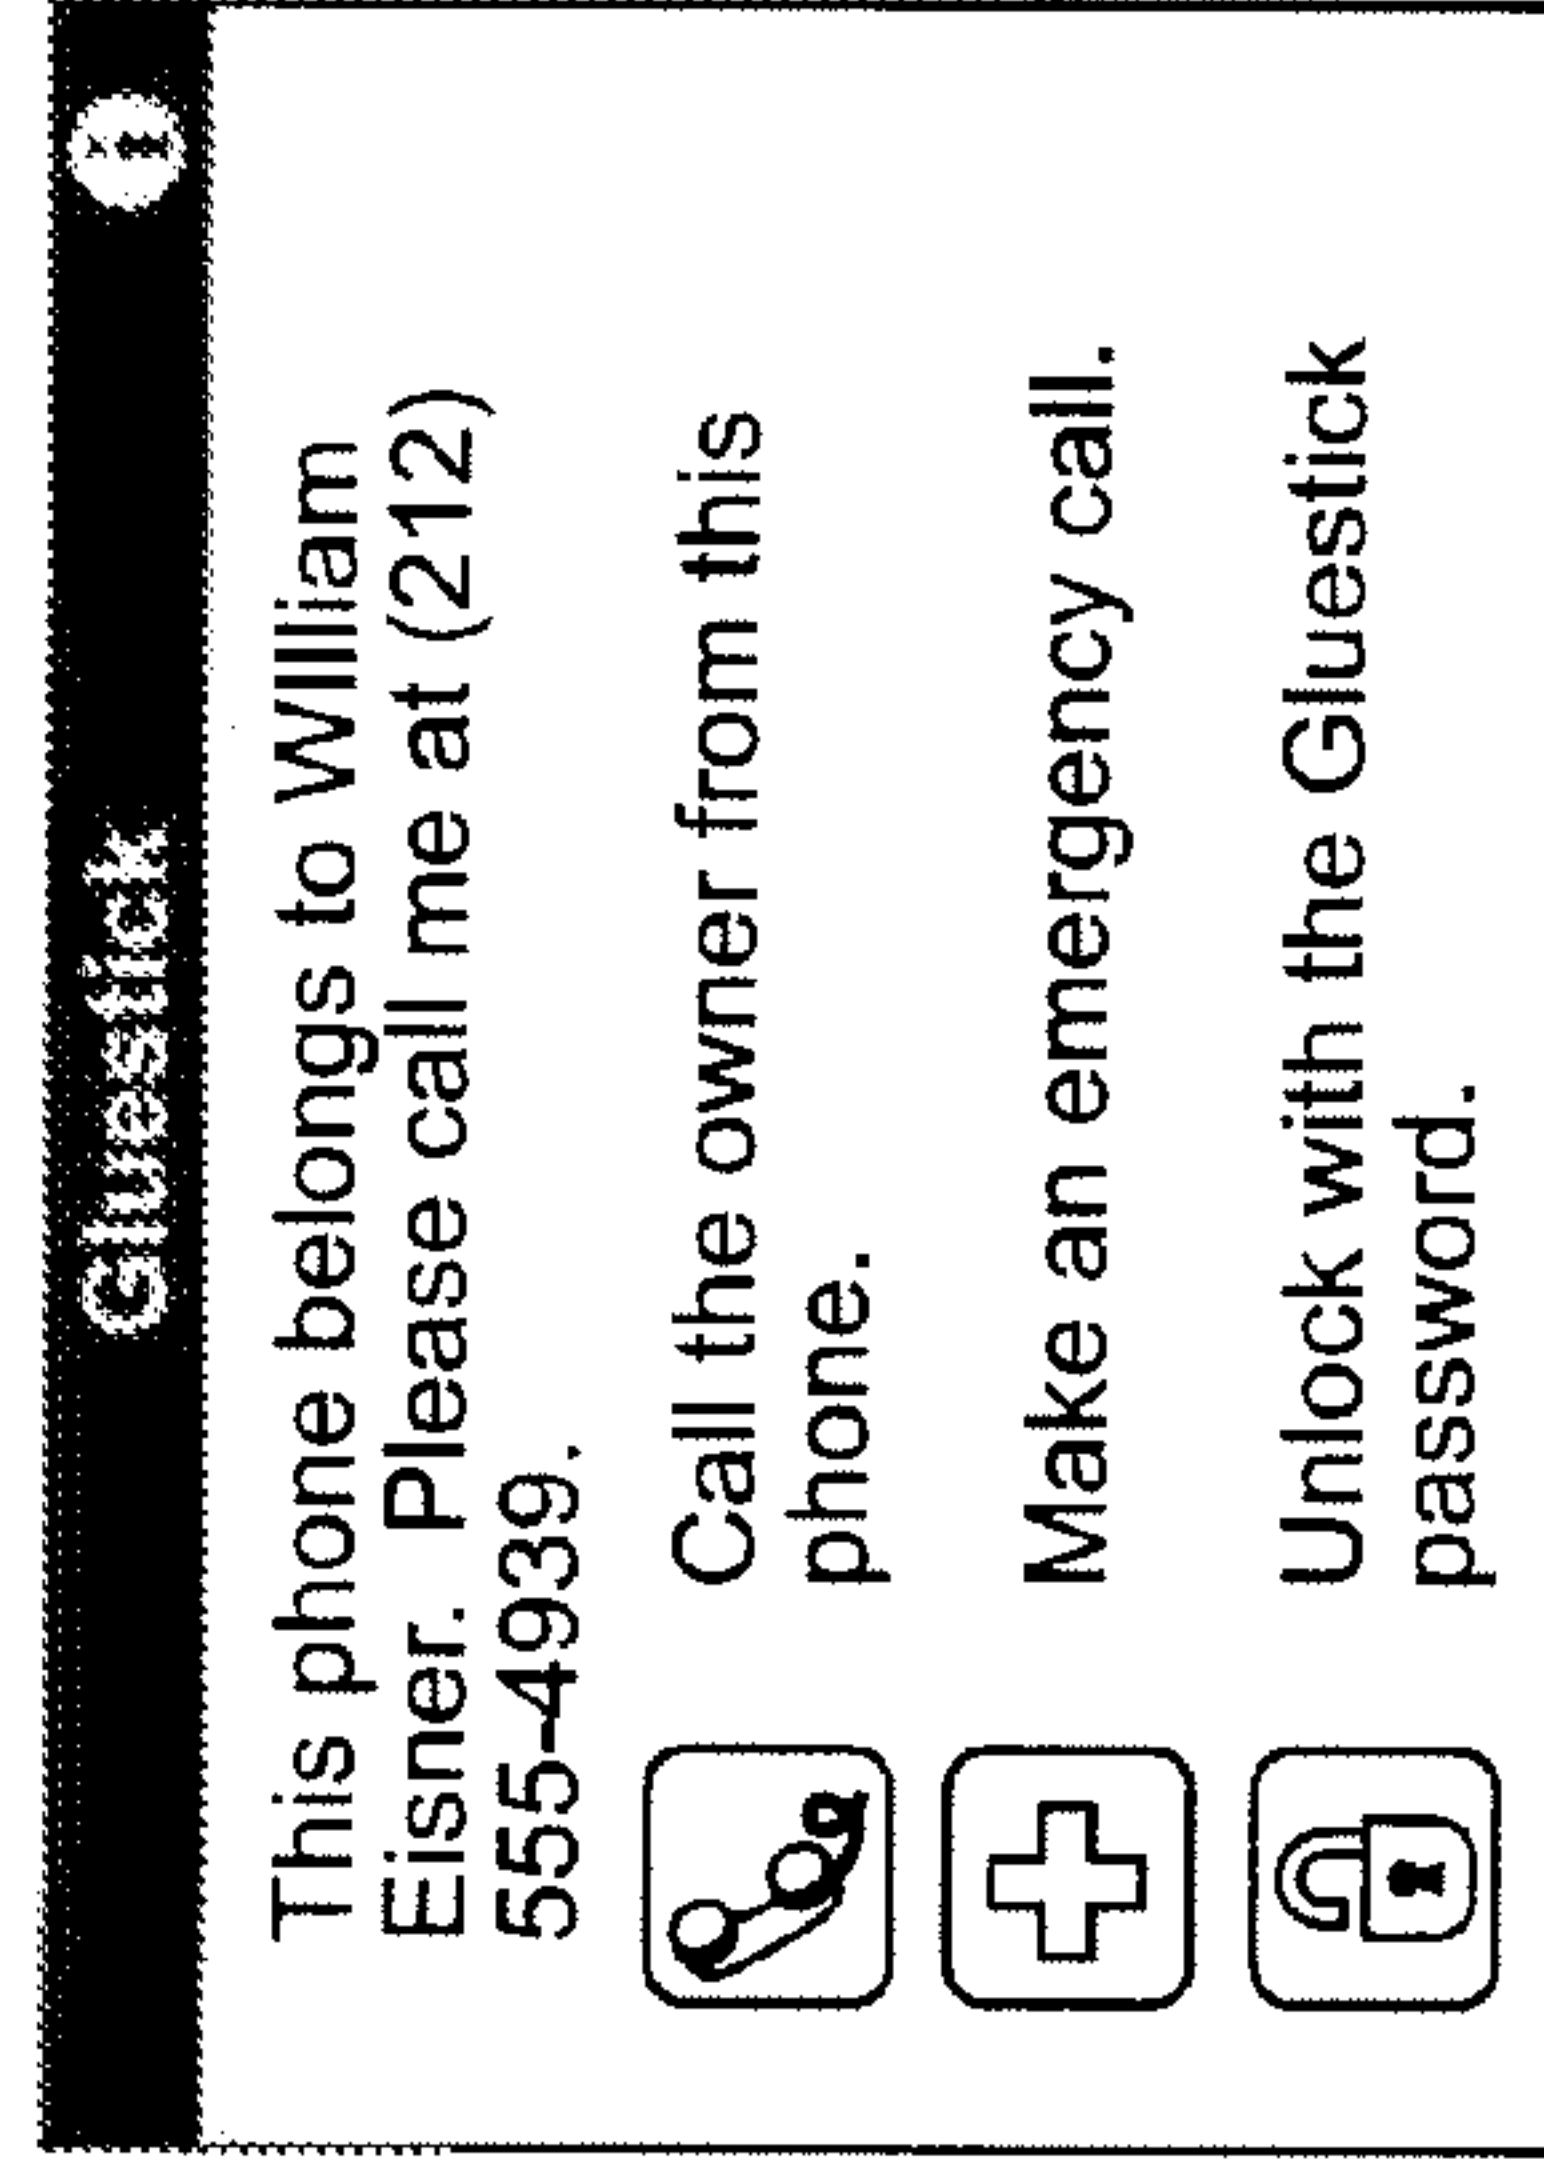 Gluestick
This phone belongs to William
Eisner. Please call me at (212)
555-4939.
Call the owner from this
phone.
Make an emergency call.
Unlock with the Gluestick
password.